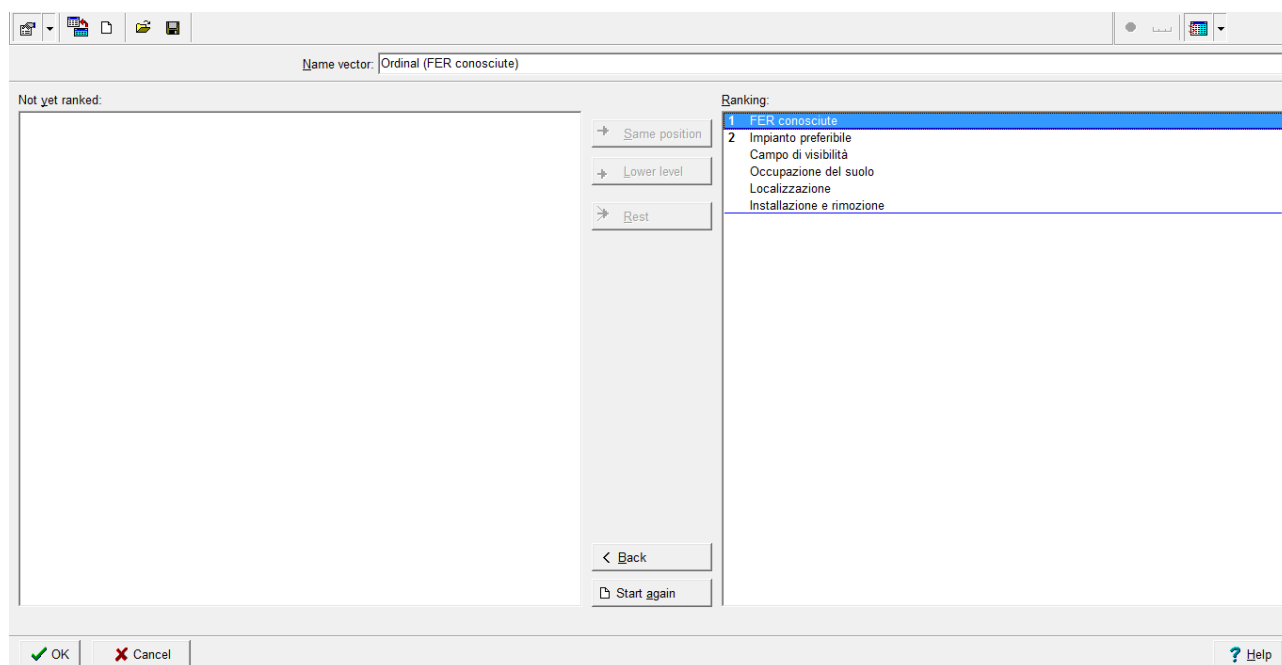 Name vector: Ordinal (FER conosciute)
Not yet ranked:
Ranking:
1 FER conosciute
2 Impianto preferibile
Campo di visibilità
Occupazione del suolo
Localizzazione
Installazione e rimozione
Same position
Lower level
Rest
Back
Start again
OK
Cancel
Help